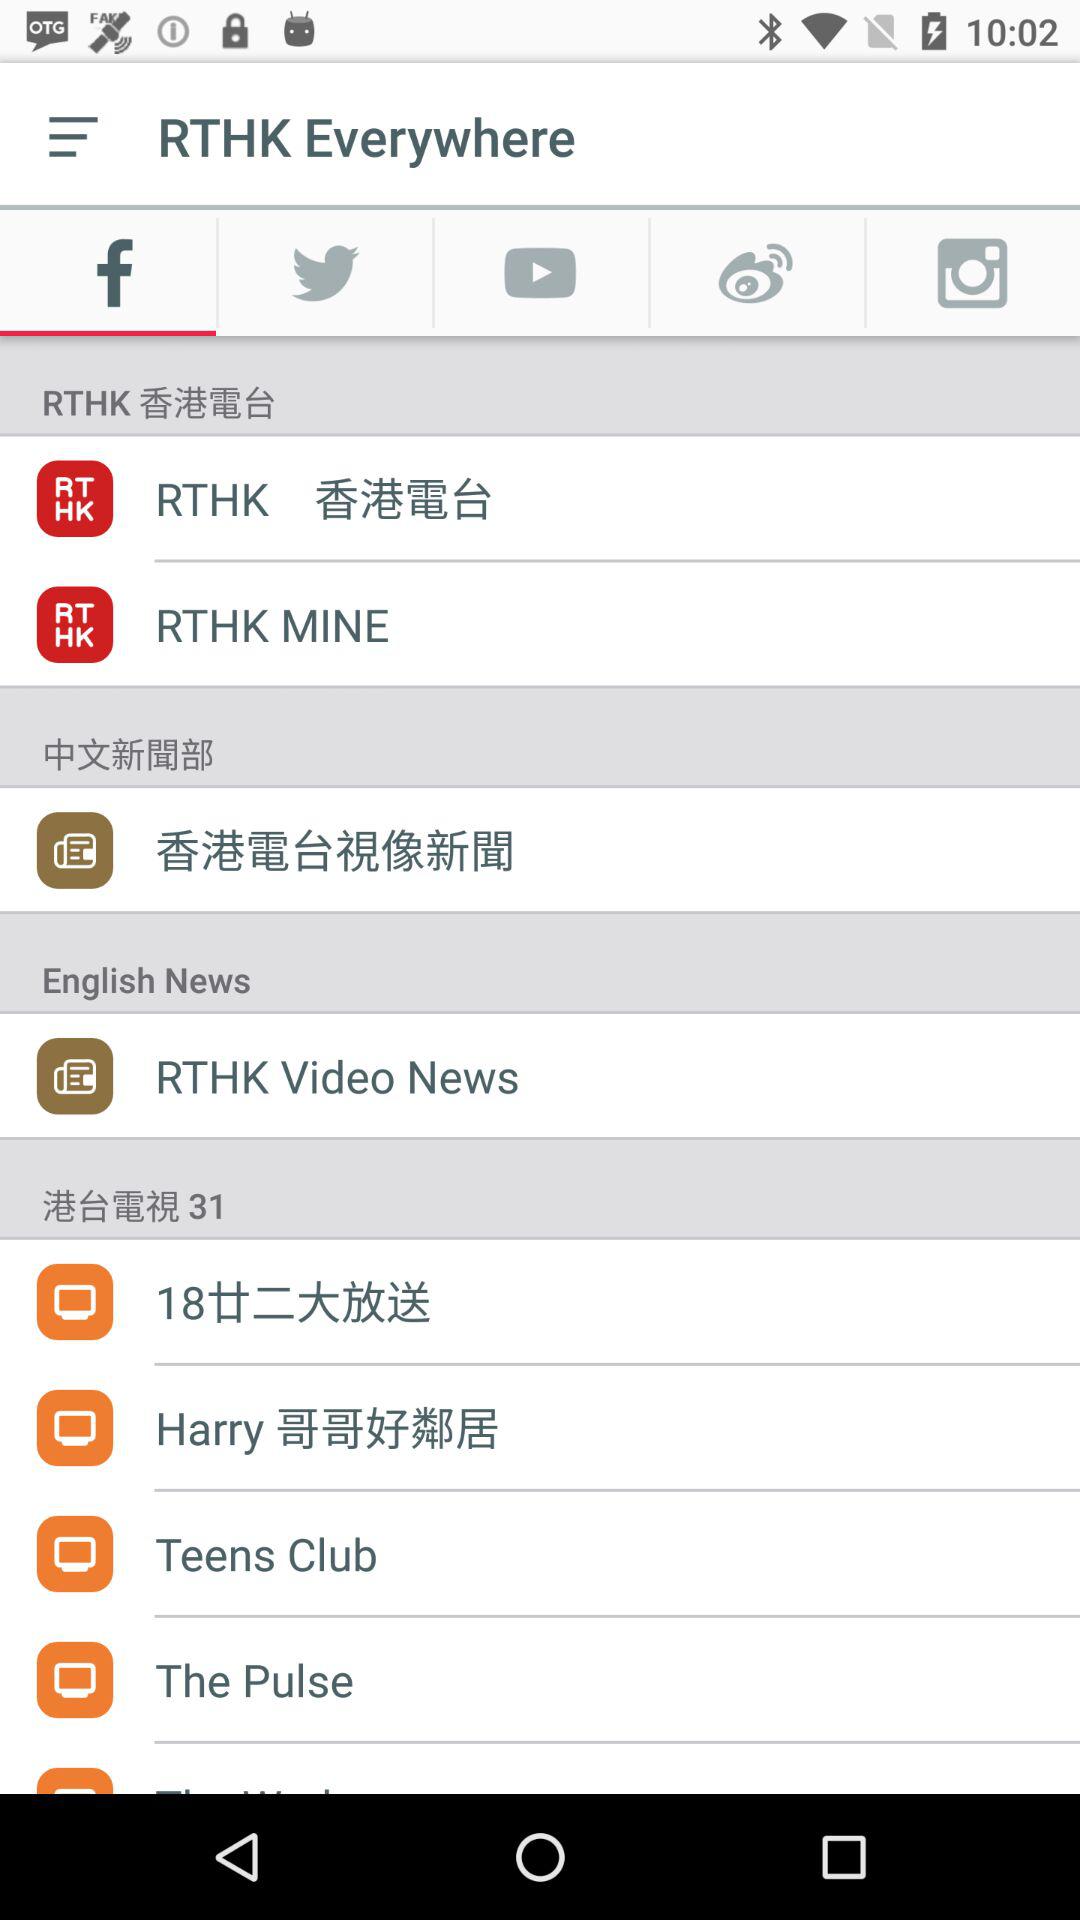 OTG FAKE 10:02
RTHK Everywhere
RTHK 香港電台
RT
HK
RTHK　香港電台
RT
HK
RTHK MINE
中文新聞部
香港電台視像新聞
English News
RTHK Video News
港台電視 31
18廿二大放送
Harry 哥哥好鄰居
Teens Club
The Pulse